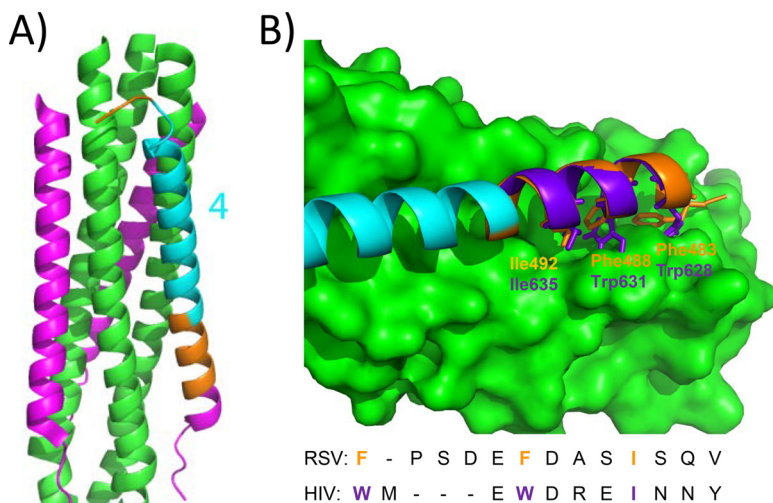 A)
B)
4
Ile492
Ile635
Phe488
Trp631
Phe483
Trp628
RSV: F - P S D E F D A S I S Q V
HIV: W M - - - E W D R E I N N Y